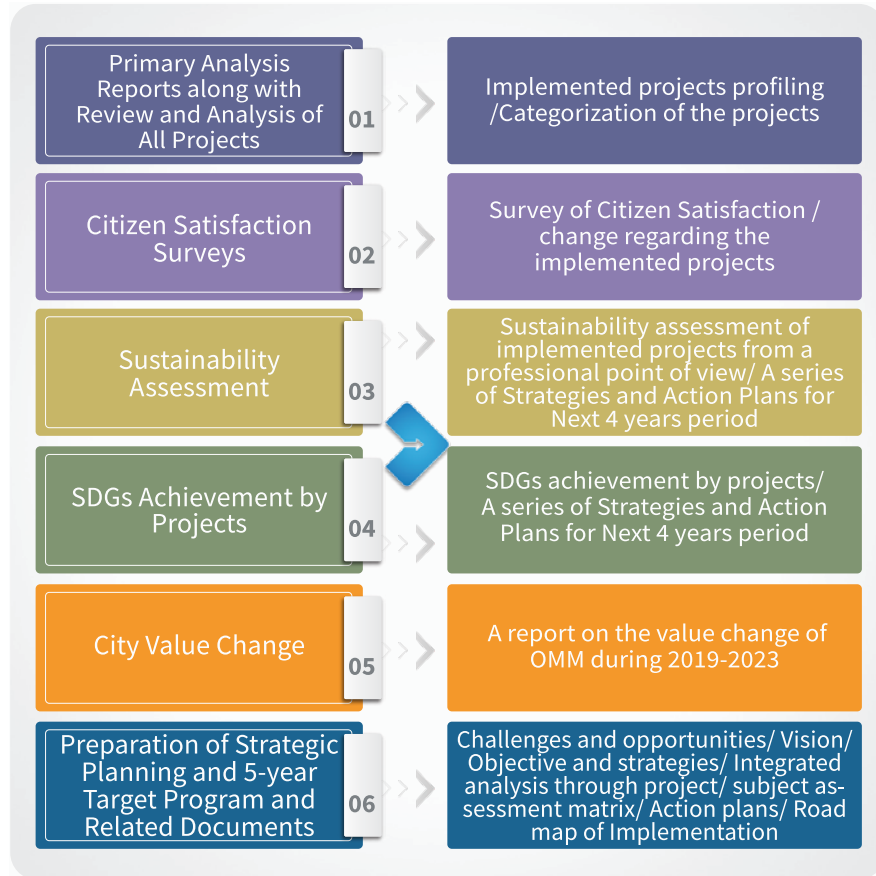 Primary Analysis
Reports along with
Review and Analysis of
All Projects
01
Implemented projects profiling
/Categorization of the projects
Citizen Satisfaction
Surveys
02
Survey of Citizen Satisfaction /
change regarding the
implemented projects
Sustainability
Assessment
03
Sustainability assessment of
implemented projects from a
professional point of view/ A series
of Strategies and Action Plans for
Next 4 years period
SDGs Achievement by
Projects
04
SDGs achievement by projects/
A series of Strategies and Action
Plans for Next 4 years period
City Value Change
05
A report on the value change of
OMM during 2019-2023
Preparation of Strategic
Planning and 5-year
Target Program and
Related Documents
06
Challenges and opportunities/ Vision/
Objective and strategies/ Integrated
analysis through project/ subject as-
sessment matrix/ Action plans/ Road
map of Implementation